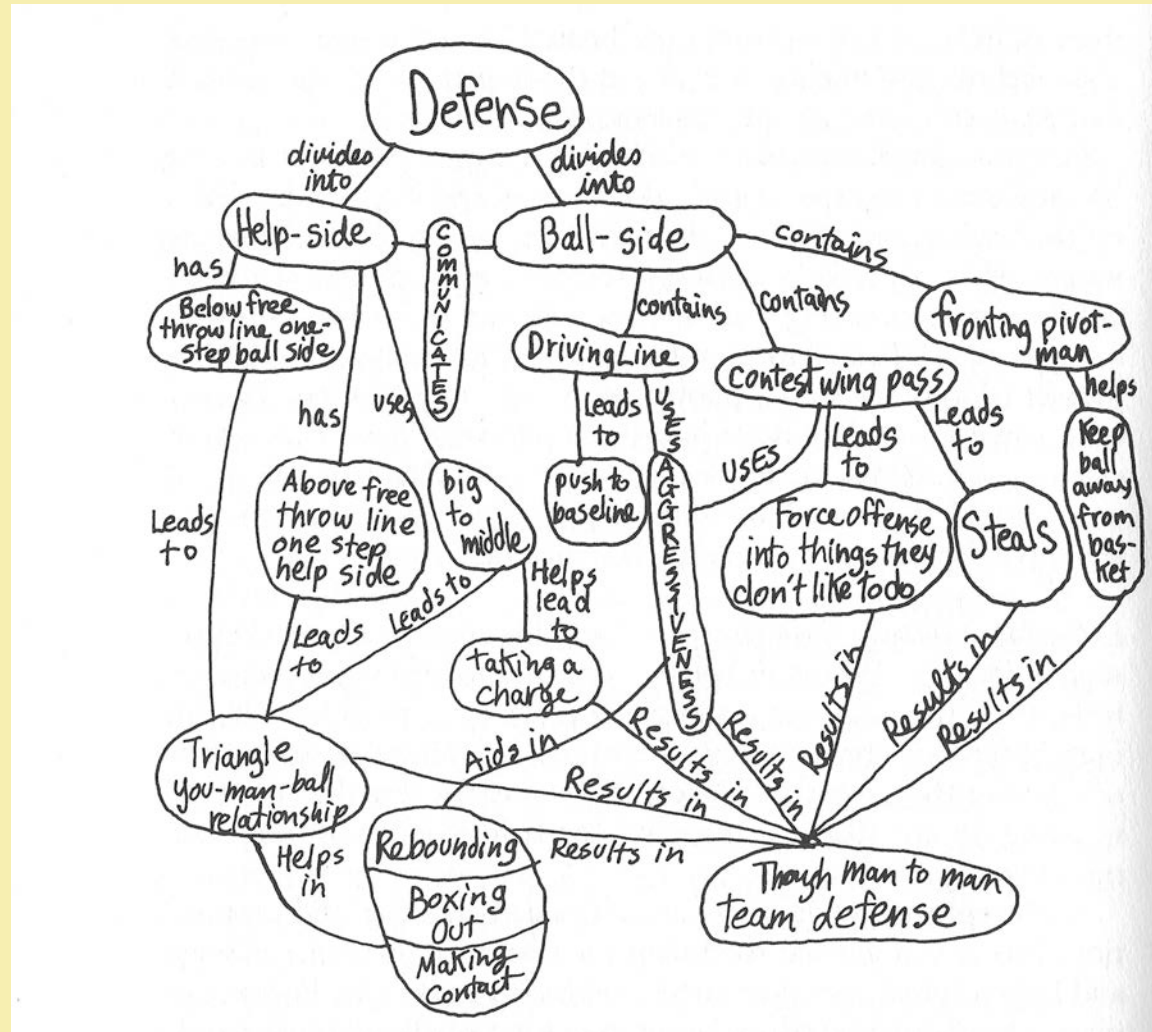 Defense
divides
into
divides
into
Help-side
COMMUNICATES
Ball-side
contains
has
Below free
throw line one-
step ball side
contains
contains
fronting pivot-
man
Driving Line
contest wing pass
helps
has
uses
Leads
to
USES
Leads
to
Leads
to
Keep
ball
away
from
bas-
ket
USES
Leads
to
Above free
throw line
one step
help side
big
to
middle
push to
baseline
AGGRESSIVENESS
Force offense
into things they
don't like to do
Steals
Leads
to
Leads to
Helps
lead
to
taking a
charge
Results in
Results in
Results in
Results in
Results in
Aids in
Triangle
you-man-ball
relationship
Results in
Helps
in
Rebounding
Results in
Boxing
Out
Making
Contact
Though Man to man
team defense